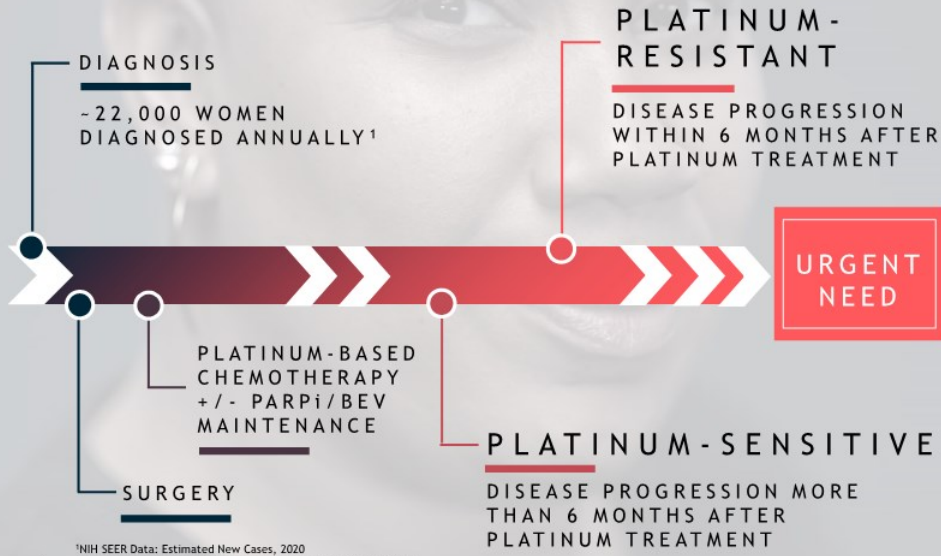 DIAGNOSIS
~22,000 WOMEN
DIAGNOSED ANNUALLY¹
PLATINUM-
RESISTANT
DISEASE PROGRESSION
WITHIN 6 MONTHS AFTER
PLATINUM TREATMENT
URGENT
NEED
PLATINUM-BASED
CHEMOTHERAPY
+/- PARPi/BEV
MAINTENANCE
SURGERY
PLATINUM-SENSITIVE
DISEASE PROGRESSION MORE
THAN 6 MONTHS AFTER
PLATINUM TREATMENT
¹NIH SEER Data: Estimated New Cases, 2020